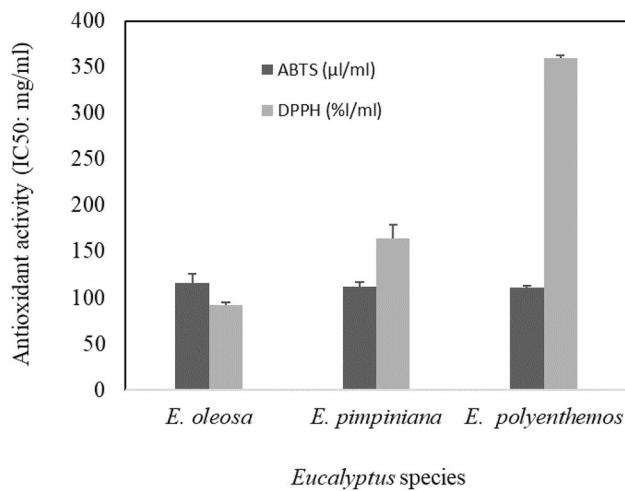 400
350
300
250
200
150
100
50
0
Antioxidant activity (IC50: mg/ml)
ABTS (µl/ml)
DPPH (%l/ml)
E. oleosa E. pimpiniana E. polyenthemos
Eucalyptus species